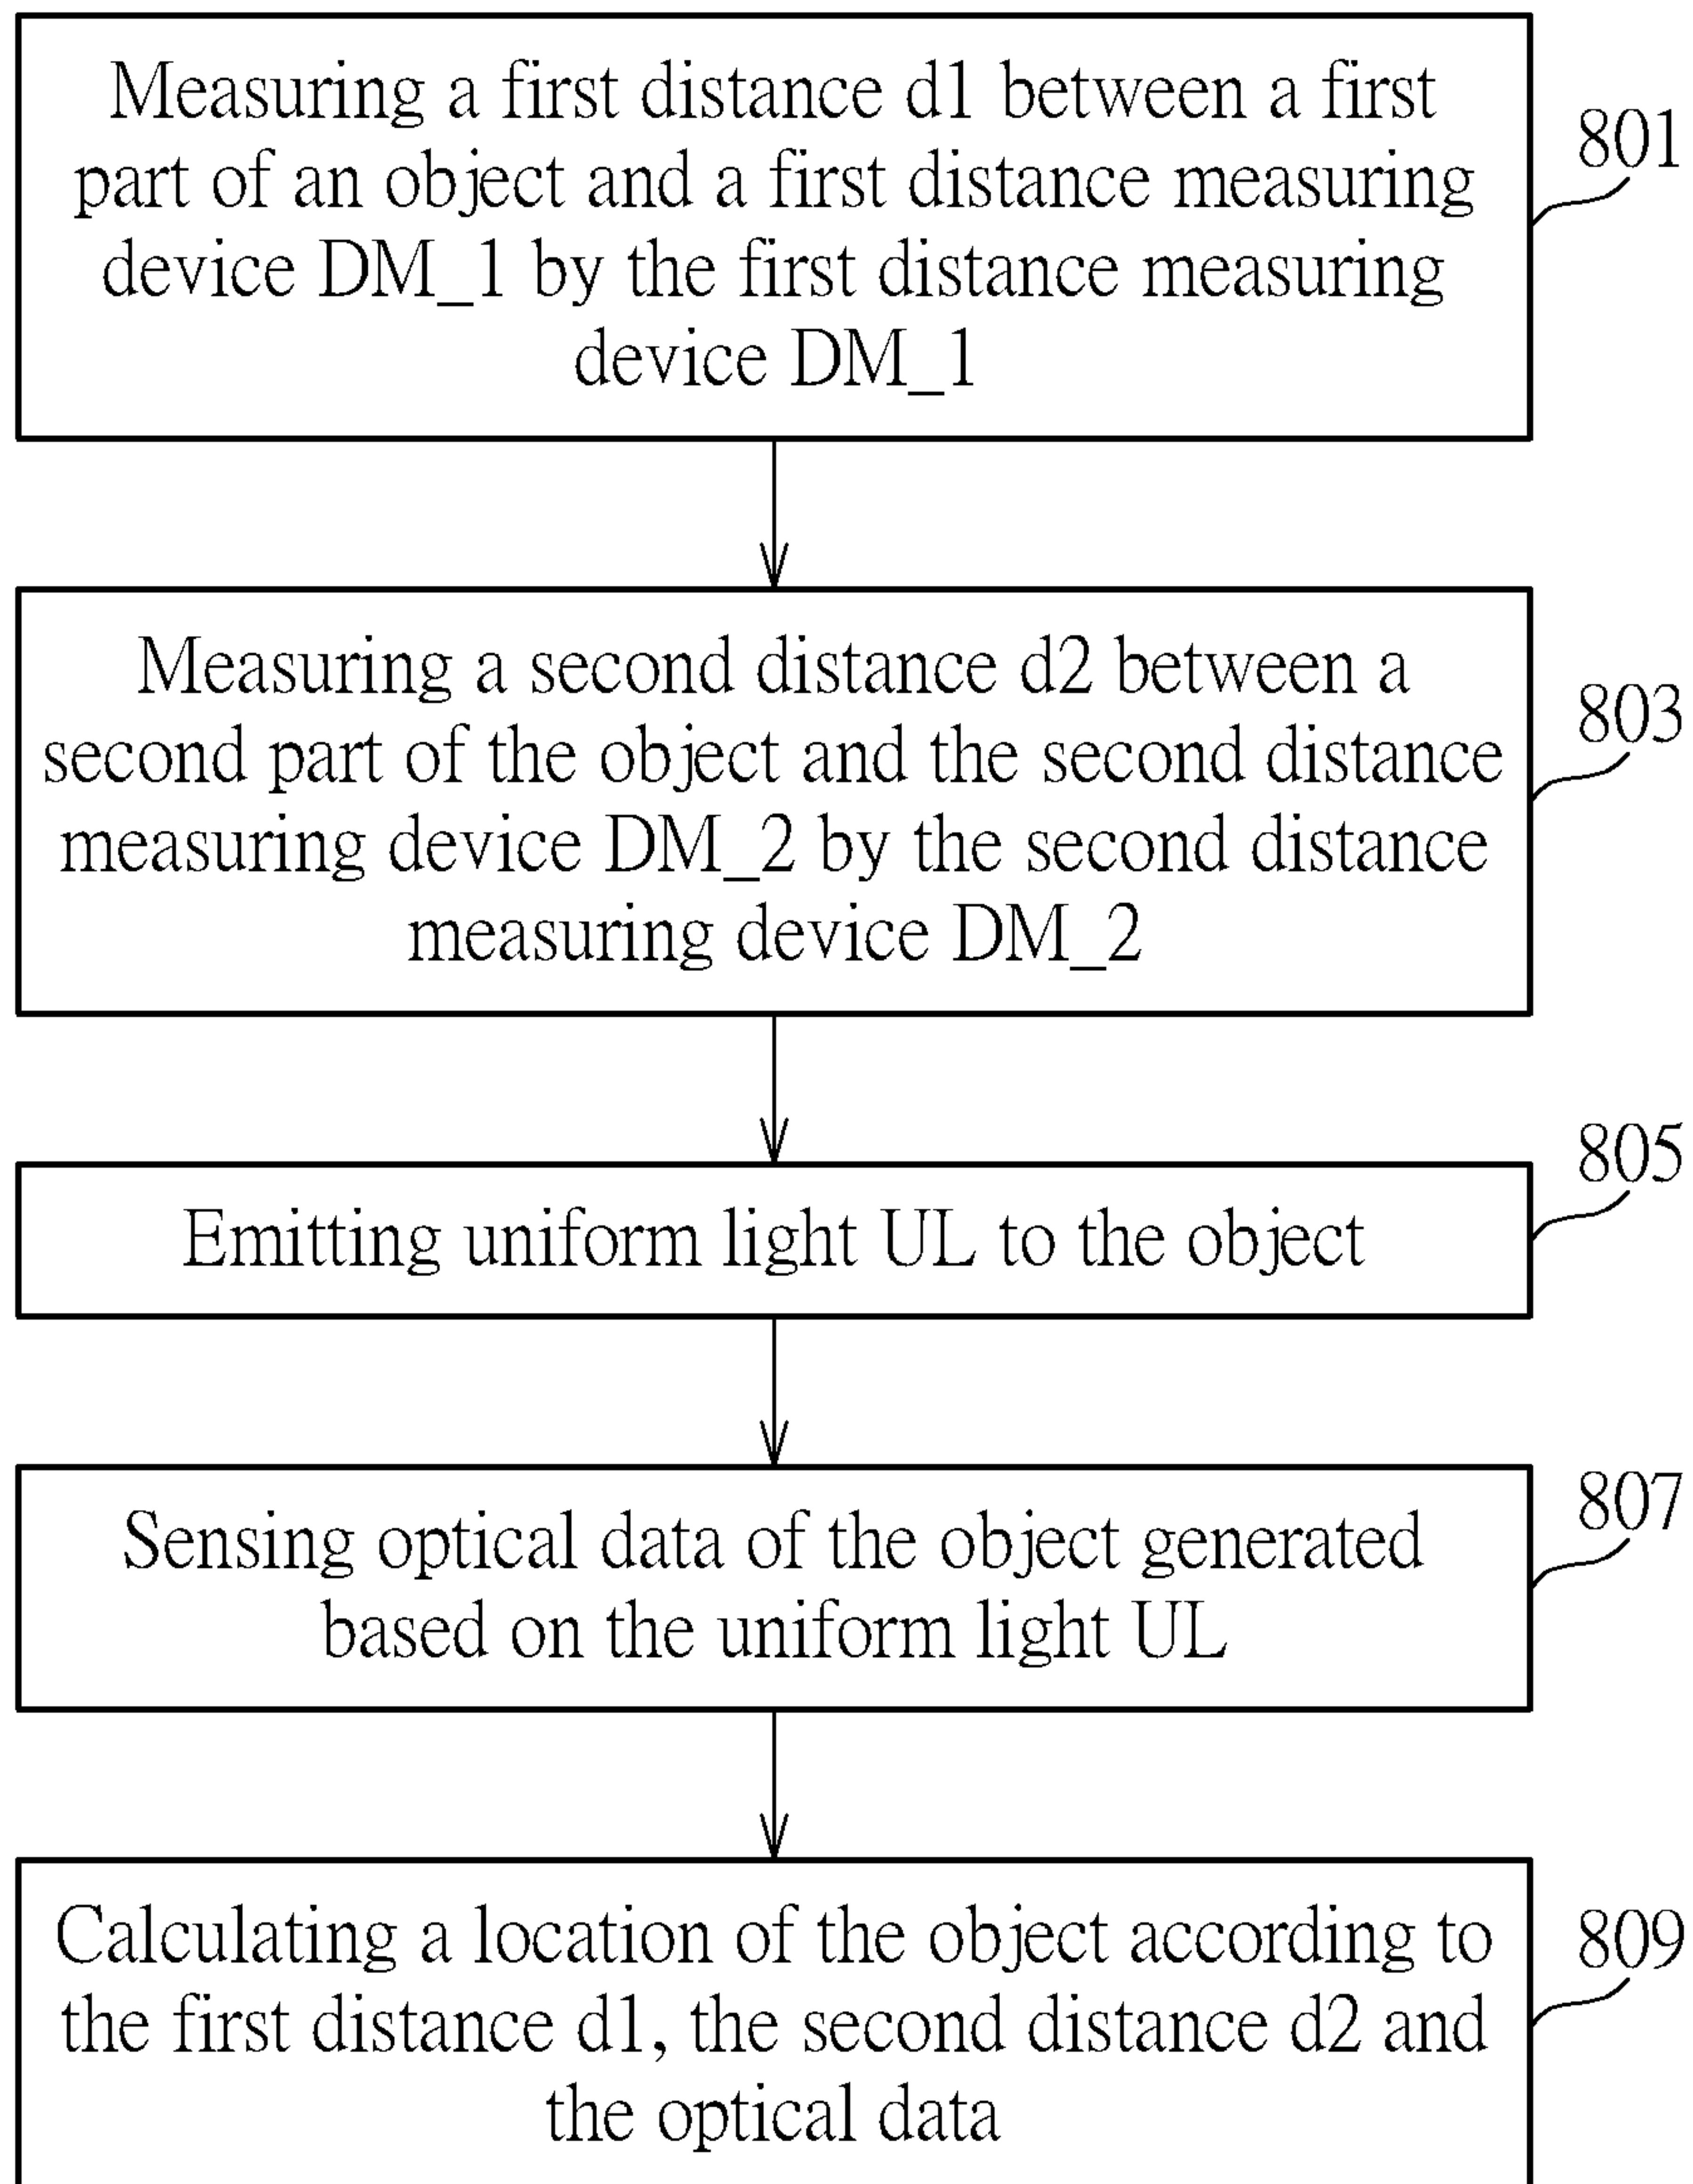 Measuring a first distance d1 between a first
part of an object and a first distance measuring
device DM_1 by the first distance measuring
device DM_1
801
Measuring a second distance d2 between a
second part of the object and the second distance
measuring device DM_2 by the second distance
measuring device DM_2
803
Emitting uniform light UL to the object
805
Sensing optical data of the object generated
based on the uniform light UL
807
Calculating a location of the object according to
the first distance d1, the second distance d2 and
the optical data
809